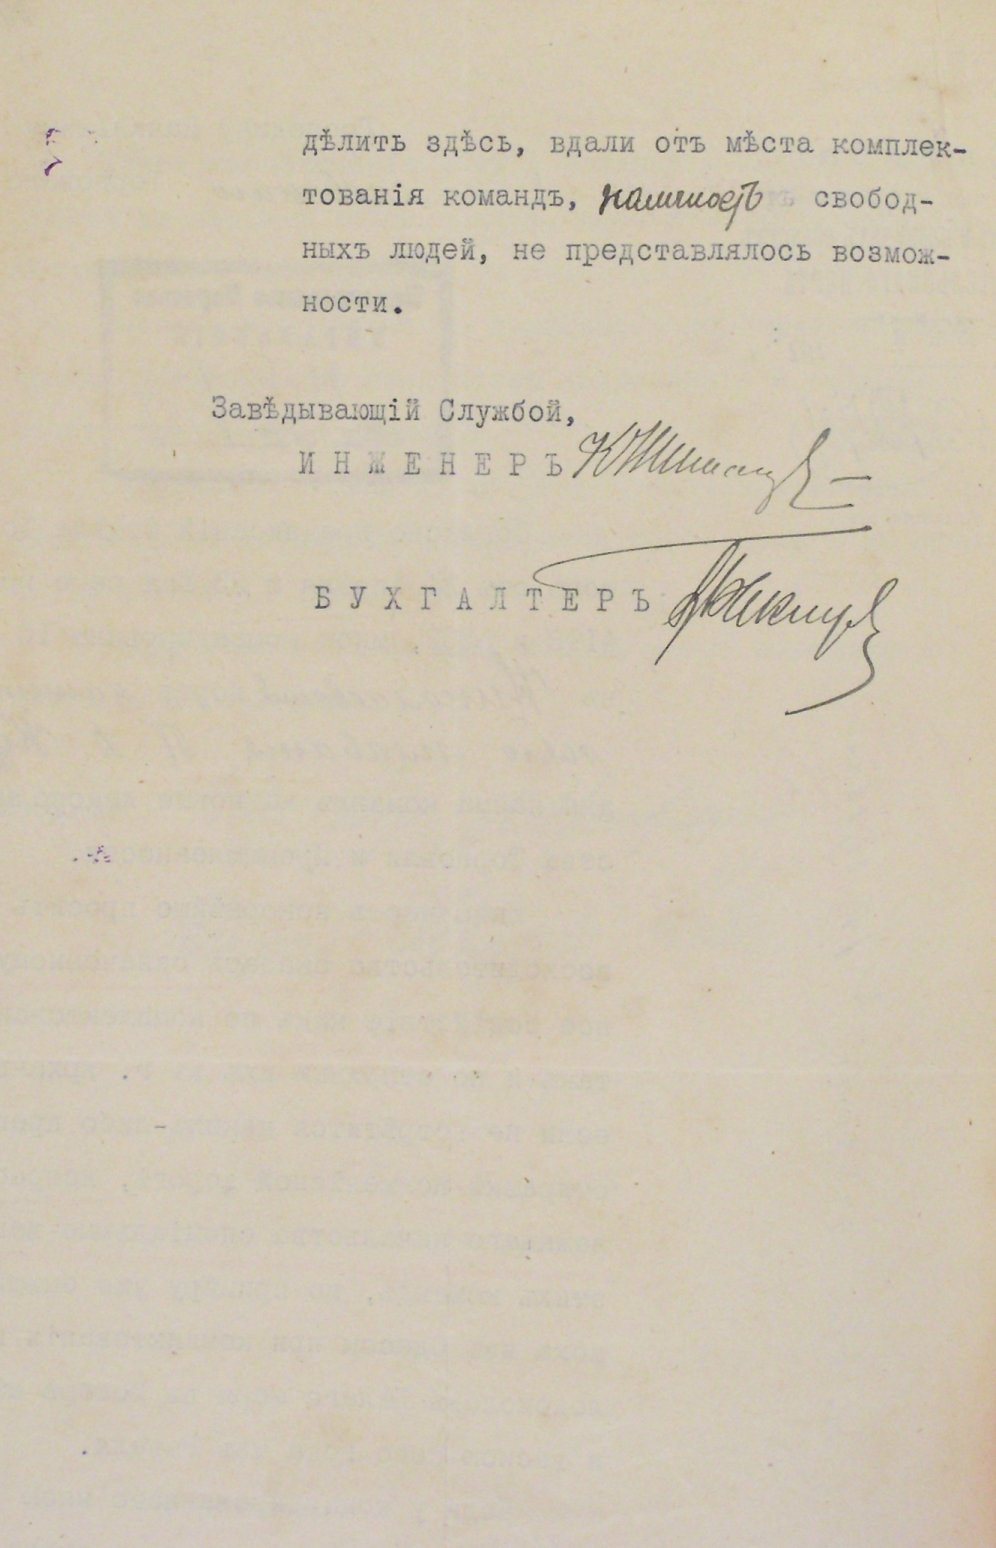 дѣлить здѣсь, вдали отъ мѣста комплек-
тованія командъ, наличность свобод-
ныхъ людей, не представлялось возмож-
ности.
Завѣдывающій Службой,
ИНЖЕНЕРЪ
БУХГАЛТЕРЪ